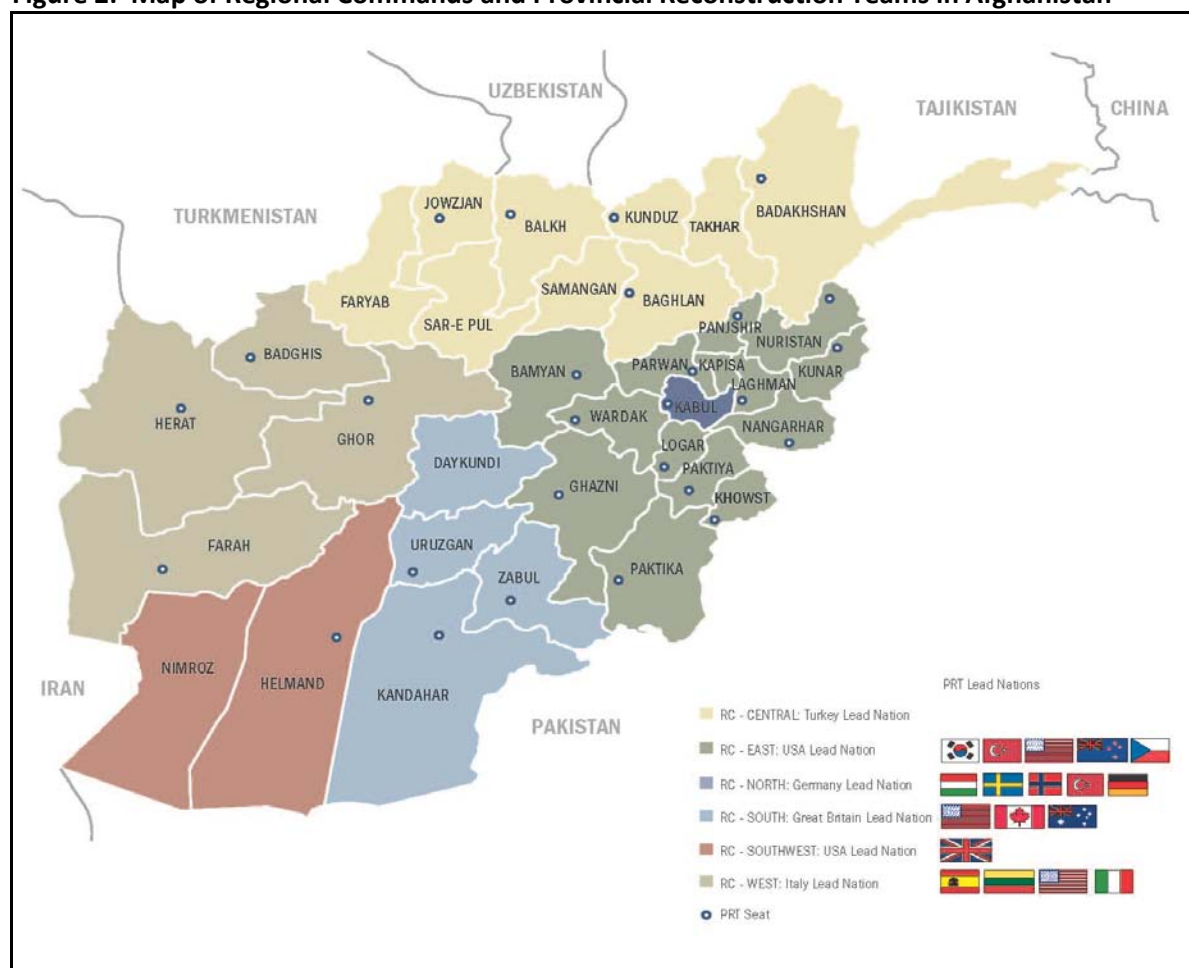 Figure 2: Map of Regional Commands and Provincial Reconstruction Teams in Afghanistan
UZBEKISTAN
TAJIKISTAN
CHINA
TURKMENISTAN
JOWZJAN
BALKH
KUNDUZ
TAKHAR
BADAKHSHAN
FARYAB
SAR-E PUL
SAMANGAN
BAGHLAN
PANJSHIR
NURISTAN
BADGHIS
BAMYAN
PARWAN
KAPISA
KUNAR
LAGHMAN
HERAT
GHOR
WARDAK
KABUL
NANGARHAR
DAYKUNDI
LOGAR
PAKTIYA
GHAZNI
KHOWST
FARAH
URUZGAN
ZABUL
PAKTIKA
NIMROZ
HELMAND
KANDAHAR
IRAN
PAKISTAN
PRT Lead Nations
RC - CENTRAL: Turkey Lead Nation
RC - EAST: USA Lead Nation
RC - NORTH: Germany Lead Nation
RC - SOUTH: Great Britain Lead Nation
RC - SOUTHWEST: USA Lead Nation
RC - WEST: Italy Lead Nation
PRT Seat